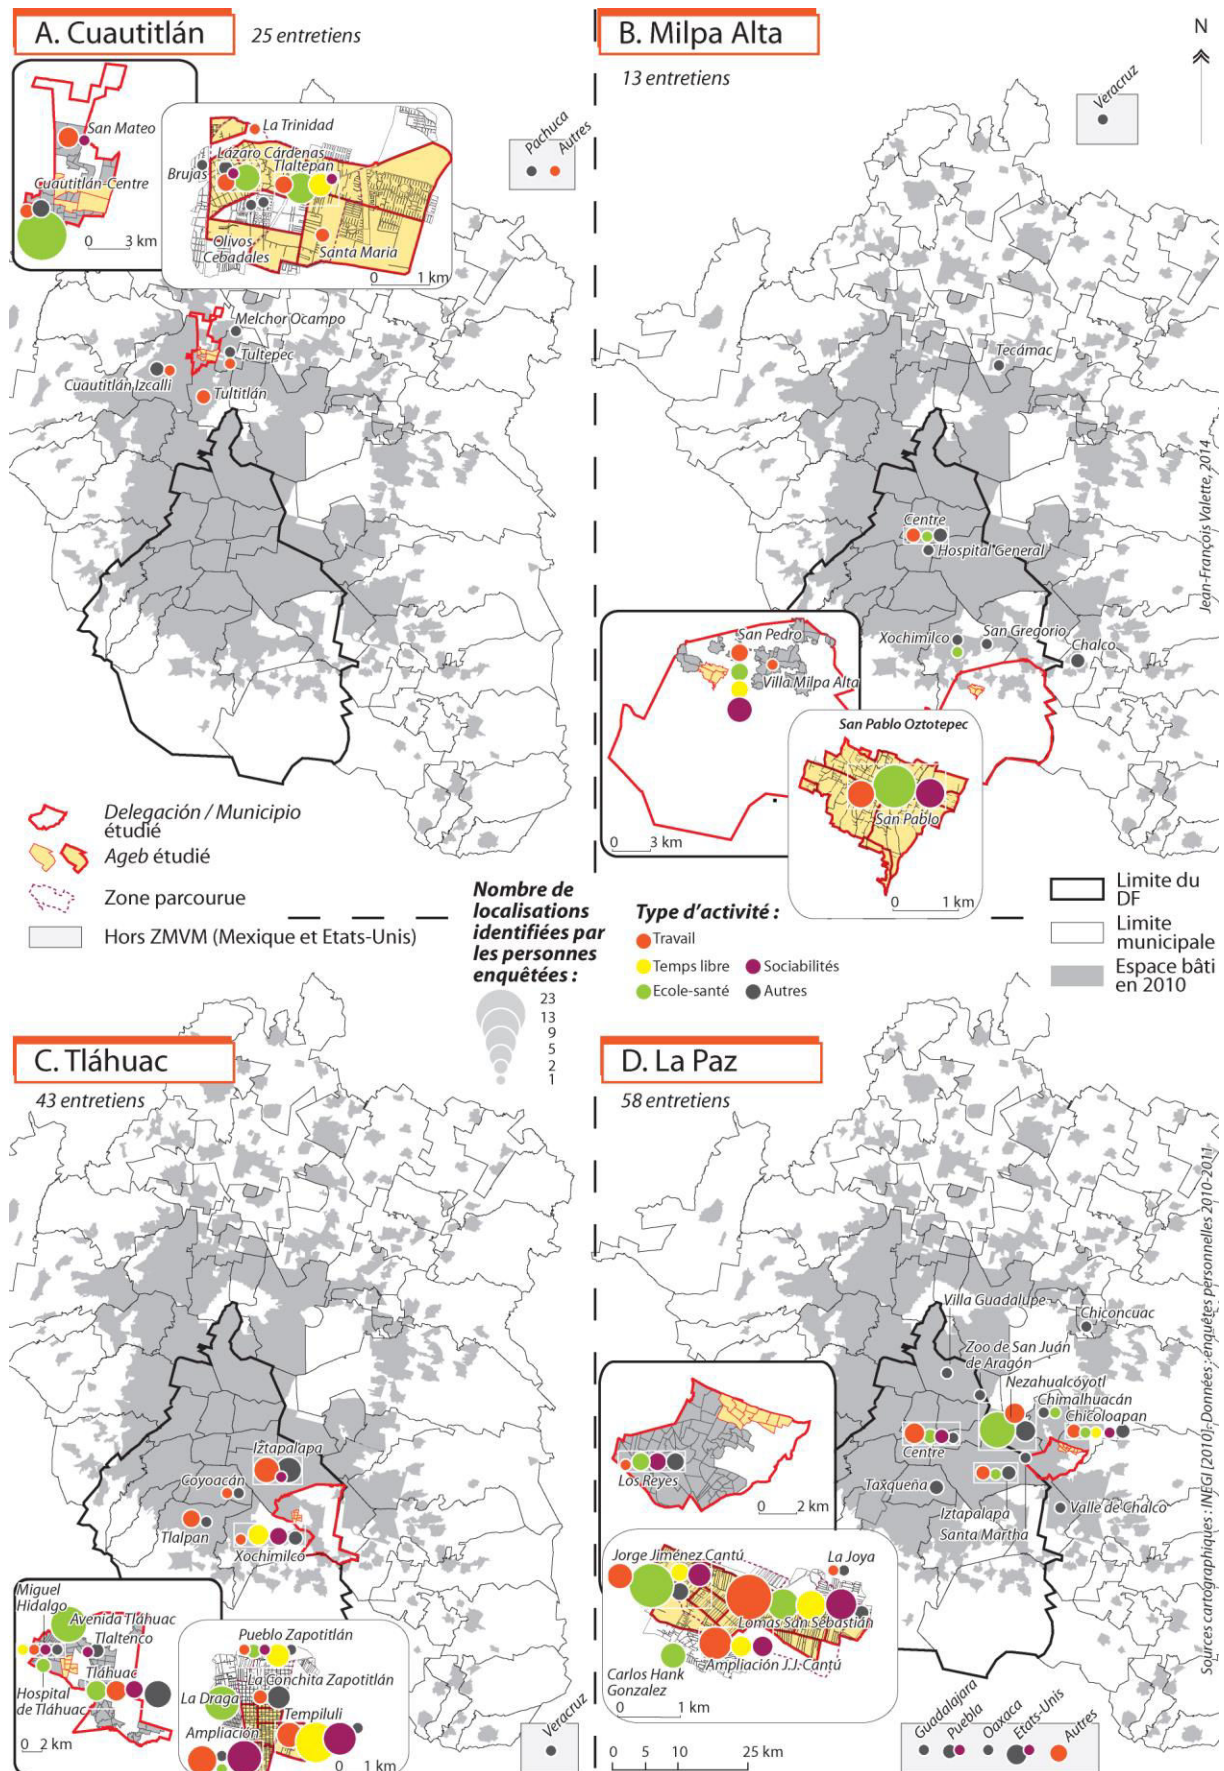 A. Cuautitlán
25 entretiens
San Mateo
Cuautitlán-Centre
0 3 km
La Trinidad
Lázaro Cárdenas
Tlaltepan
Brujas
Olivos
Cebadales
Santa Maria
0 1 km
Pachuca
Autres
Melchor Ocampo
Tultepec
Cuautitlán Izcalli
Tultitlán
B. Milpa Alta
13 entretiens
N
Veracruz
Tecámac
Centre
Hospital General
Xochimilco
San Gregorio
Chalco
San Pedro
Villa Milpa Alta
0 3 km
San Pablo Oztotepec
San Pablo
0 1 km
Jean-François Valette, 2014
Delegación / Municipio
étudié
Ageb étudié
Zone parcourue
Hors ZMVM (Mexique et Etats-Unis)
Nombre de
localisations
identifiées par
les personnes
enquêtées :
23
13
9
5
2
1
Type d'activité :
Travail
Temps libre
Sociabilités
Ecole-santé
Autres
Limite du
DF
Limite
municipale
Espace bâti
en 2010
C. Tláhuac
43 entretiens
Iztapalapa
Coyoacán
Tlalpan
Xochimilco
Miguel
Hidalgo
Avenida Tláhuac
Tlaltenco
Tláhuac
Hospital
de Tláhuac
0 2 km
Pueblo Zapotitlán
La Conchita Zapotitlán
La Draga
Templiluli
Ampliación
0 1 km
Veracruz
D. La Paz
58 entretiens
Villa Guadalupe
Chiconcuac
Zoo de San Juán
de Aragón
Nezahualcóyotl
Chimalhuacán
Chicoloapan
Centre
Taxqueña
Iztapalapa
Santa Martha
Valle de Chalco
Los Reyes
0 2 km
Jorge Jiménez Cantú
La Joya
Lomas San Sebastián
Ampliación J.J-Cantú
Carlos Hank
Gonzalez
0 1 km
Guadalajara
Puebla
Oaxaca
Etats-Unis
Autres
0 5 10 25 km
Sources cartographiques : INEGI [2010]-Données : enquêtes personnelles 2010-2011